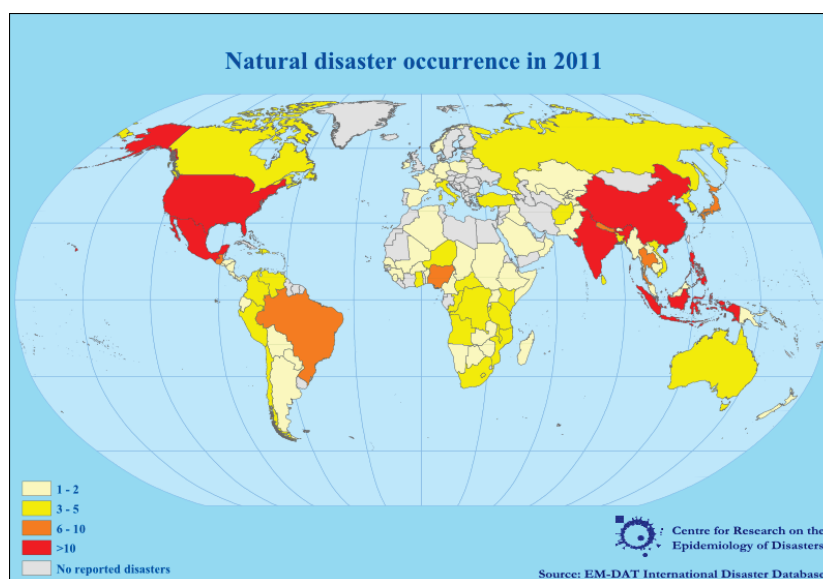 Natural disaster occurrence in 2011
1 - 2
3 - 5
6 - 10
>10
No reported disasters
Centre for Research on the
Epidemiology of Disasters
Source: EM-DAT International Disaster Database